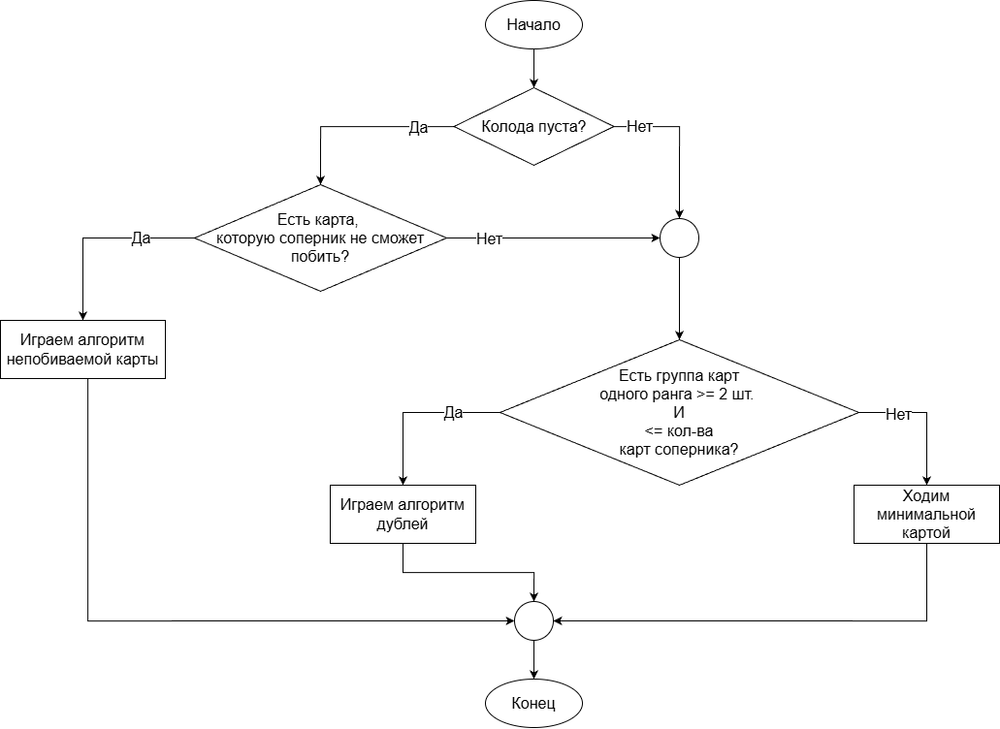 Начало
Колода пуста?
Да
Нет
Есть карта,
которую соперник не сможет
побить?
Да
Нет
Играем алгоритм
непобиваемой карты
Есть группа карт
одного ранга >= 2 шт.
И
<= кол-ва
карт соперника?
Да
Нет
Играем алгоритм
дублей
Ходим
минимальной
картой
Конец